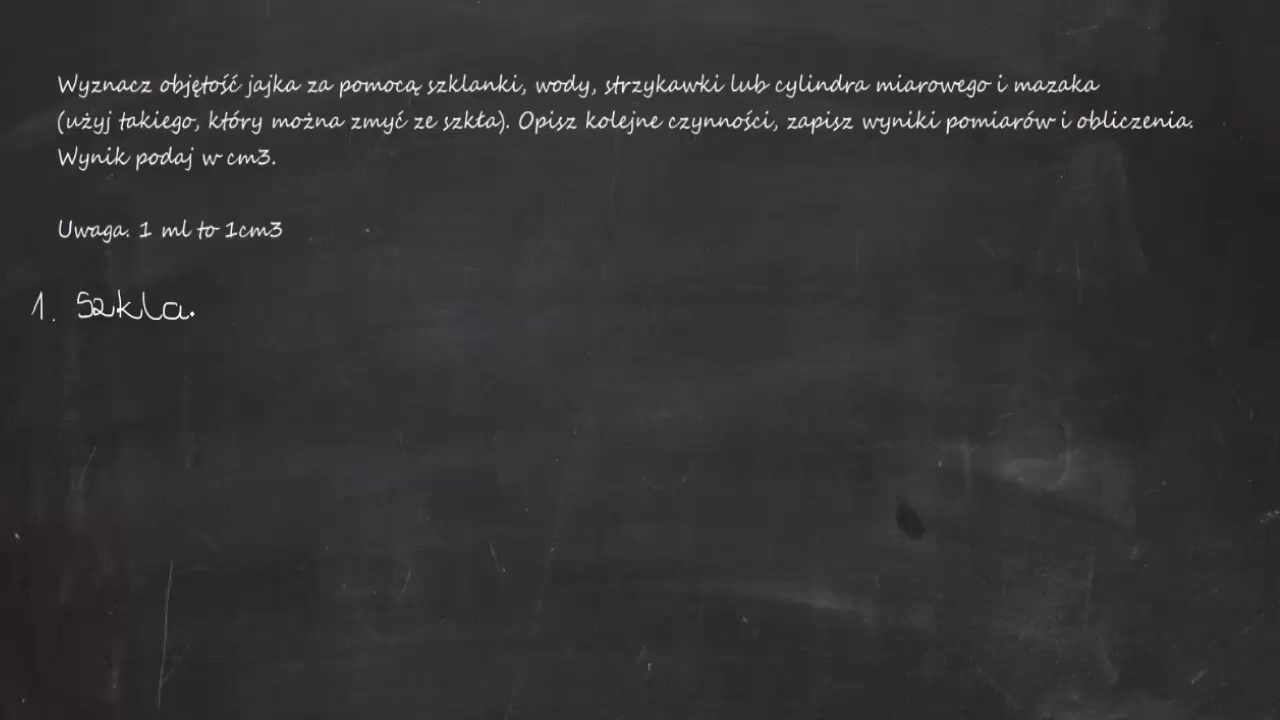 Wyznacz objętość jajka za pomocą szklanki, wody, strzykawki lub cylindra miarowego i mazaka
(użyj takiego, który można zmyć ze szkła). Opisz kolejne czynności, zapisz wyniki pomiarów i obliczenia.
Wynik podaj w cm3.
Uwaga. 1 ml to 1cm3
1. Szkla.